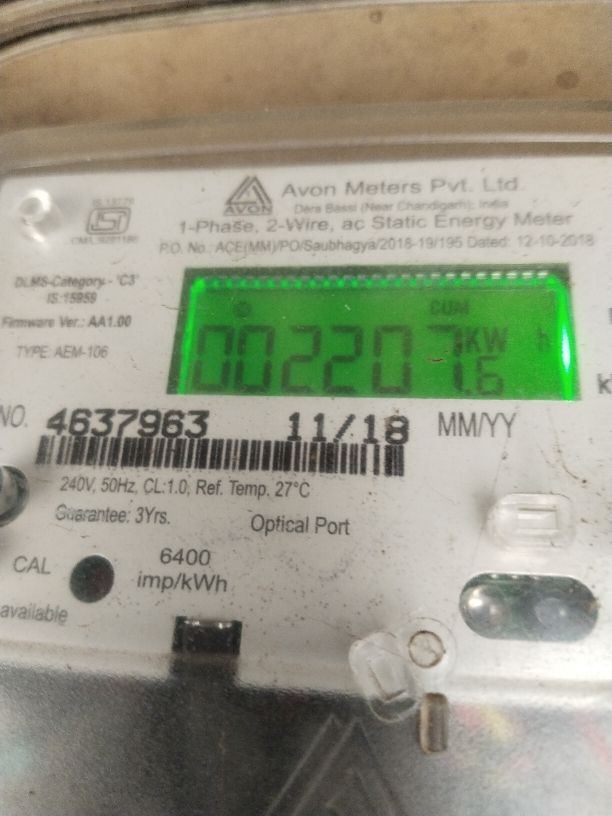 Avon Meters Pvt. Ltd.
AVON
Dera Bassi (Near Chandigarh), India
1-Phase, 2-Wire, ac Static Energy Meter
P.O. No.: ACE(MM)/PO/Saubhagya/2018-19/195 Dated: 12-10-2018
DLMS-Category - 'C3'
IS:15959
Firmware Ver.: AA1.00
TYPE: AEM-106
CUM
002207.6 KW h
NO. 4637963 11/18 MM/YY
240V, 50Hz, CL:1.0, Ref. Temp. 27°C
Guarantee: 3Yrs.
Optical Port
CAL
6400
imp/kWh
available